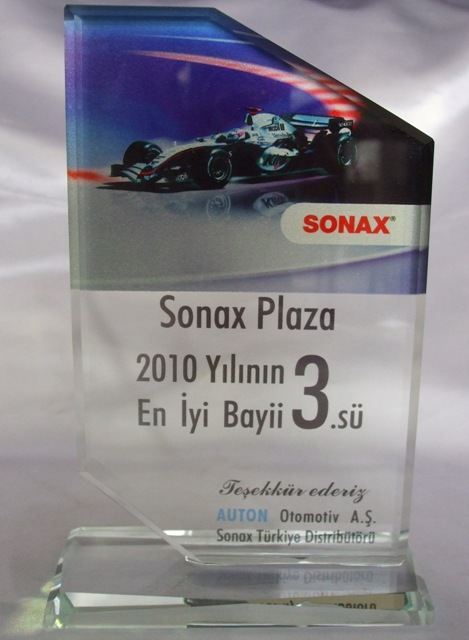 SONAX®
Sonax Plaza
2010 Yılının
En İyi Bayii 3.sü
Teşekkür ederiz
AUTON Otomotiv A.Ş.
Sonax Türkiye Distribütörü